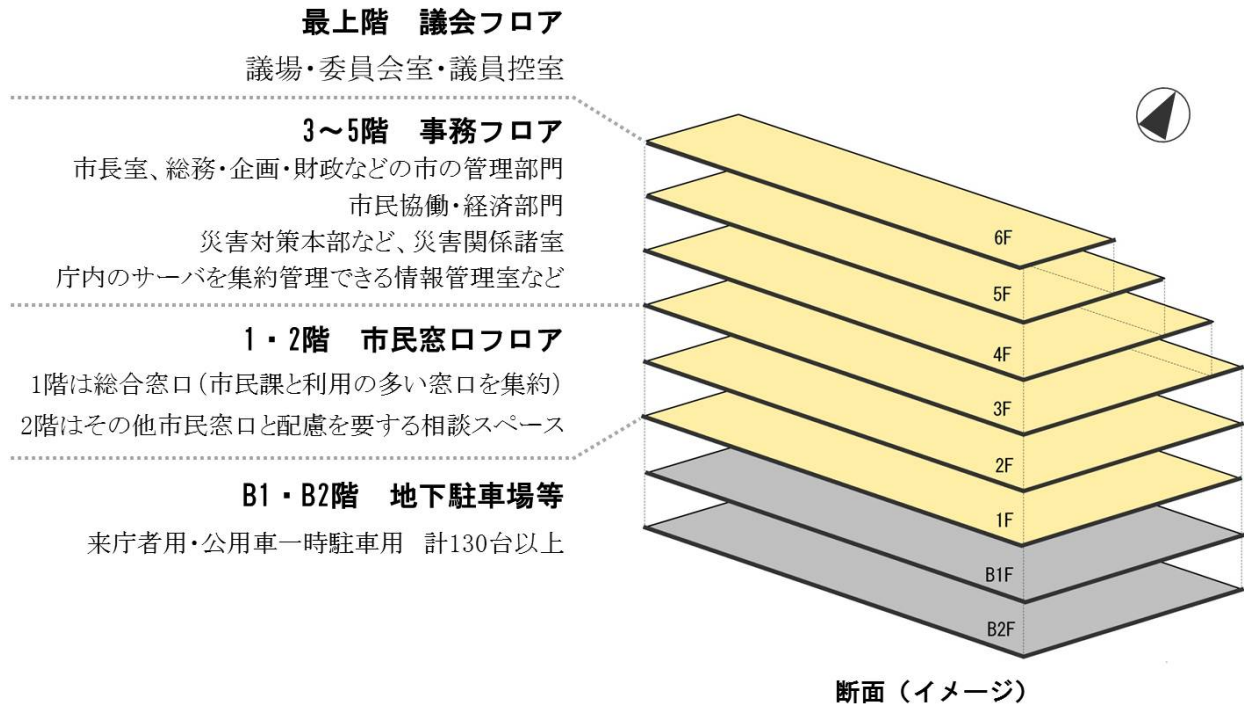 最上階　議会フロア
議場・委員会室・議員控室
3～5階　事務フロア
市長室、総務・企画・財政などの市の管理部門
市民協働・経済部門
災害対策本部など、災害関係諸室
庁内のサーバを集約管理できる情報管理室など
1・2階　市民窓口フロア
1階は総合窓口（市民課と利用の多い窓口を集約）
2階はその他市民窓口と配慮を要する相談スペース
B1・B2階　地下駐車場等
来庁者用・公用車一時駐車用　計130台以上
6F
5F
4F
3F
2F
1F
B1F
B2F
断面（イメージ）